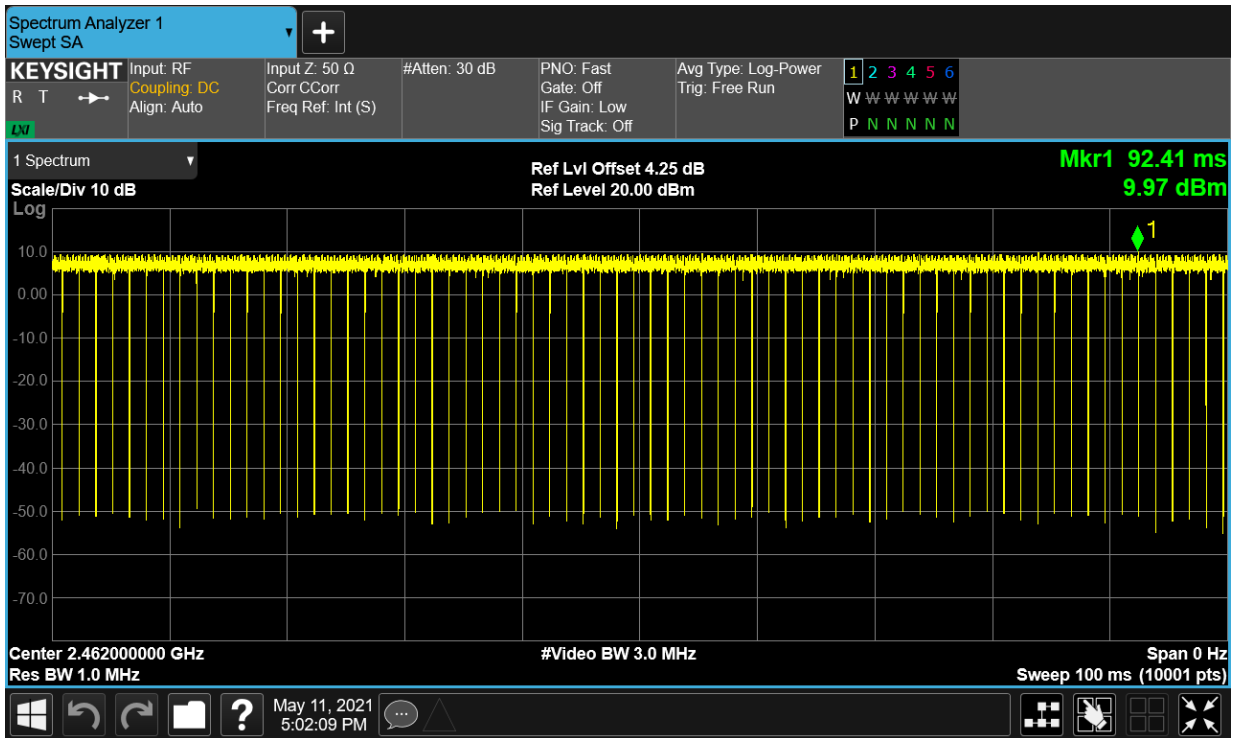 Spectrum Analyzer 1
Swept SA
KEYSIGHT
R T
LXI
Input: RF
Coupling: DC
Align: Auto
Input Z: 50 Ω
Corr CCorr
Freq Ref: Int (S)
#Atten: 30 dB
PNO: Fast
Gate: Off
IF Gain: Low
Sig Track: Off
Avg Type: Log-Power
Trig: Free Run
1 2 3 4 5 6
W W W W W W
P N N N N N
1 Spectrum
Scale/Div 10 dB
Log
Ref Lvl Offset 4.25 dB
Ref Level 20.00 dBm
Mkr1 92.41 ms
9.97 dBm
1
10.0
0.00
-10.0
-20.0
-30.0
-40.0
-50.0
-60.0
-70.0
Center 2.462000000 GHz
Res BW 1.0 MHz
#Video BW 3.0 MHz
Span 0 Hz
Sweep 100 ms (10001 pts)
?
May 11, 2021
5:02:09 PM